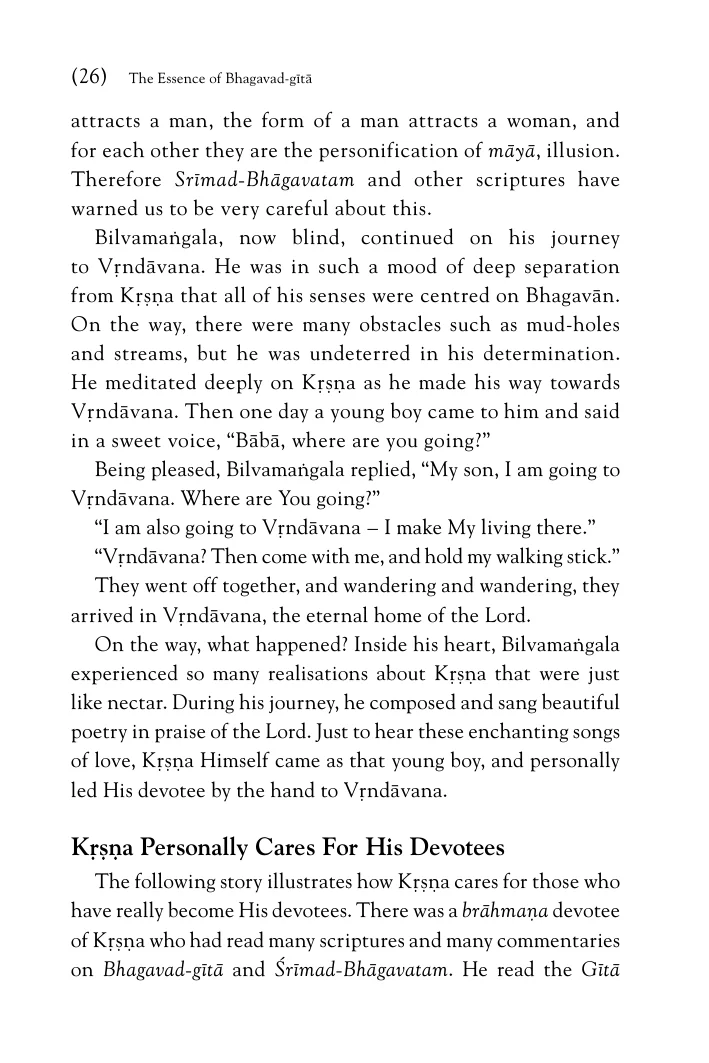 (26) The Essence of Bhagavad-gītā
attracts a man, the form of a man attracts a woman, and
for each other they are the personification of māyā, illusion.
Therefore Srīmad-Bhāgavatam and other scriptures have
warned us to be very careful about this.
Bilvamaṅgala, now blind, continued on his journey
to Vṛndāvana. He was in such a mood of deep separation
from Kṛṣṇa that all of his senses were centred on Bhagavān.
On the way, there were many obstacles such as mud-holes
and streams, but he was undeterred in his determination.
He meditated deeply on Kṛṣṇa as he made his way towards
Vṛndāvana. Then one day a young boy came to him and said
in a sweet voice, “Bābā, where are you going?”
Being pleased, Bilvamaṅgala replied, “My son, I am going to
Vṛndāvana. Where are You going?”
“I am also going to Vṛndāvana – I make My living there.”
“Vṛndāvana? Then come with me, and hold my walking stick.”
They went off together, and wandering and wandering, they
arrived in Vṛndāvana, the eternal home of the Lord.
On the way, what happened? Inside his heart, Bilvamaṅgala
experienced so many realisations about Kṛṣṇa that were just
like nectar. During his journey, he composed and sang beautiful
poetry in praise of the Lord. Just to hear these enchanting songs
of love, Kṛṣṇa Himself came as that young boy, and personally
led His devotee by the hand to Vṛndāvana.
Kṛṣṇa Personally Cares For His Devotees
The following story illustrates how Kṛṣṇa cares for those who
have really become His devotees. There was a brāhmaṇa devotee
of Kṛṣṇa who had read many scriptures and many commentaries
on Bhagavad-gītā and Śrīmad-Bhāgavatam. He read the Gītā